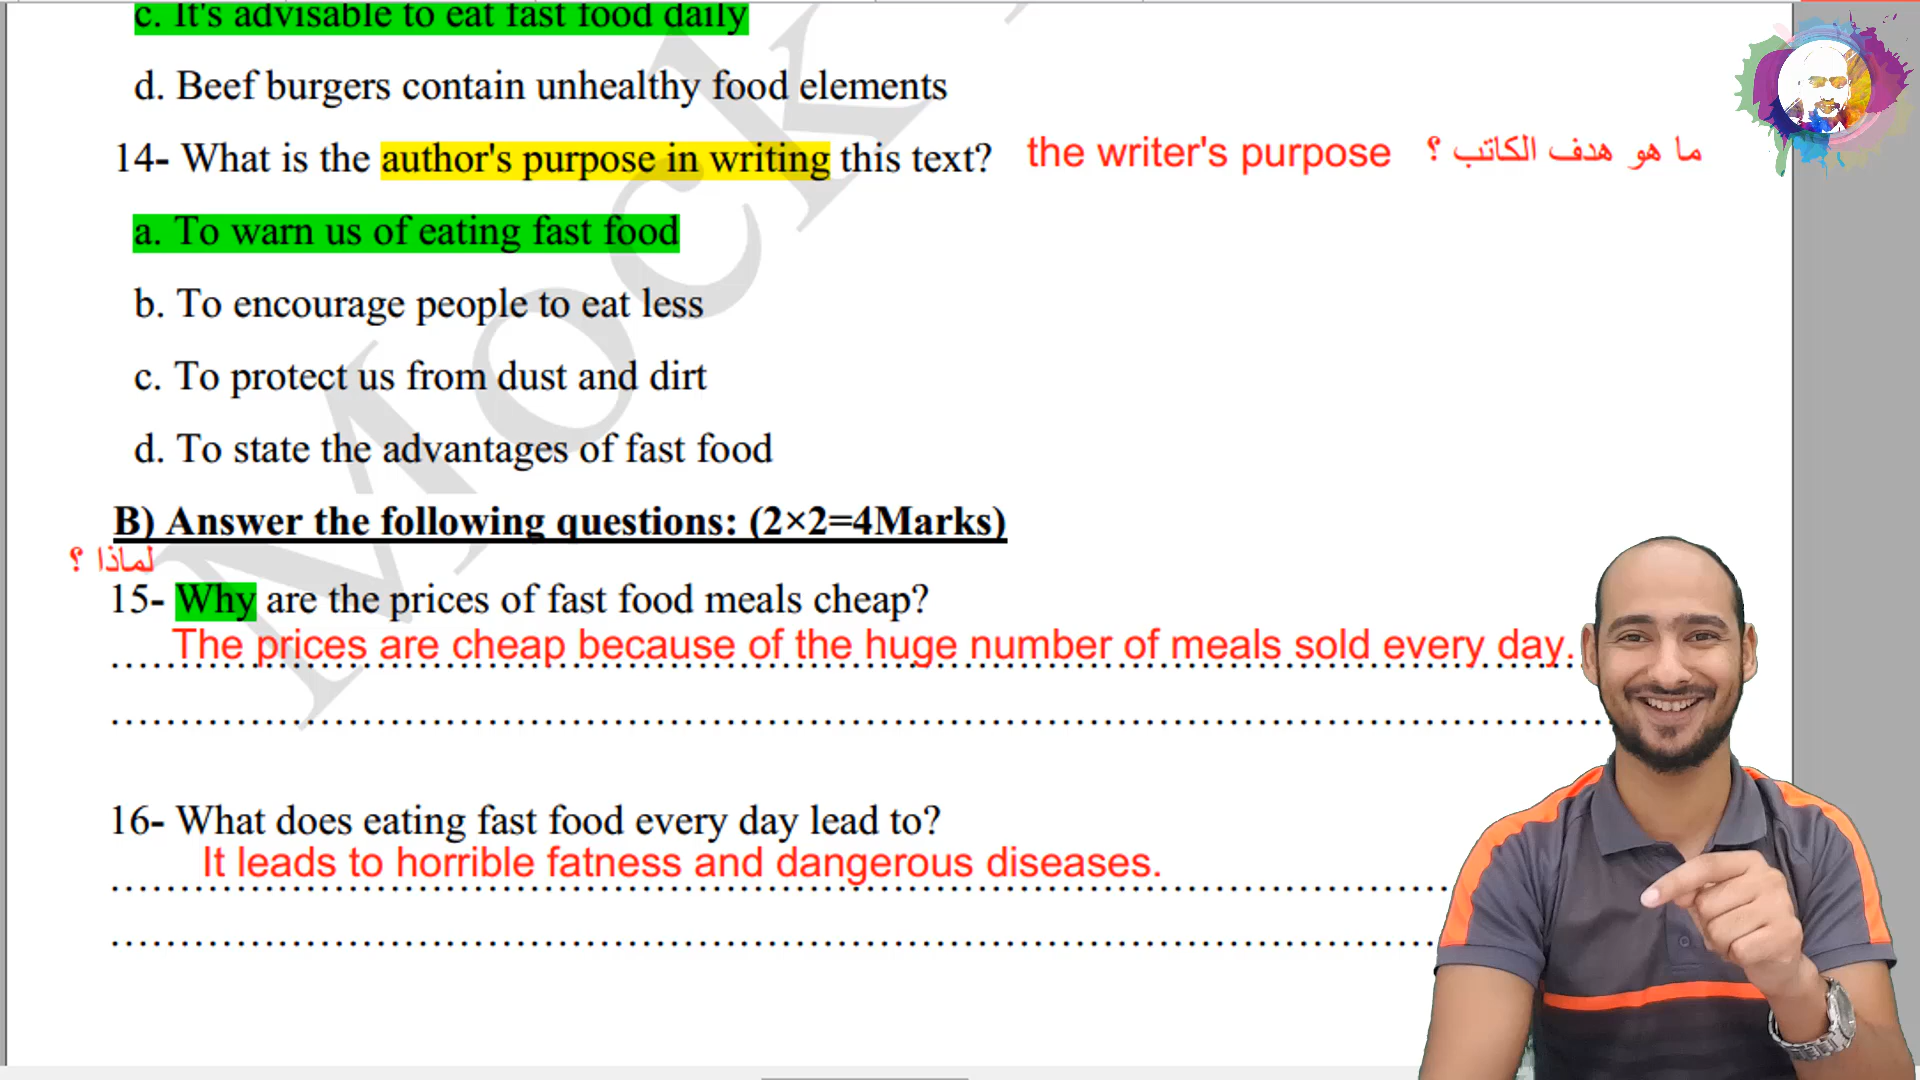 c. It's advisable to eat fast food daily
d. Beef burgers contain unhealthy food elements
14- What is the author's purpose in writing this text? the writer's purpose ما هو هدف الكاتب ؟
a. To warn us of eating fast food
b. To encourage people to eat less
c. To protect us from dust and dirt
d. To state the advantages of fast food
B) Answer the following questions: (2×2=4Marks)
لماذا ؟
15- Why are the prices of fast food meals cheap?
The prices are cheap because of the huge number of meals sold every day.
16- What does eating fast food every day lead to?
It leads to horrible fatness and dangerous diseases.
Mock